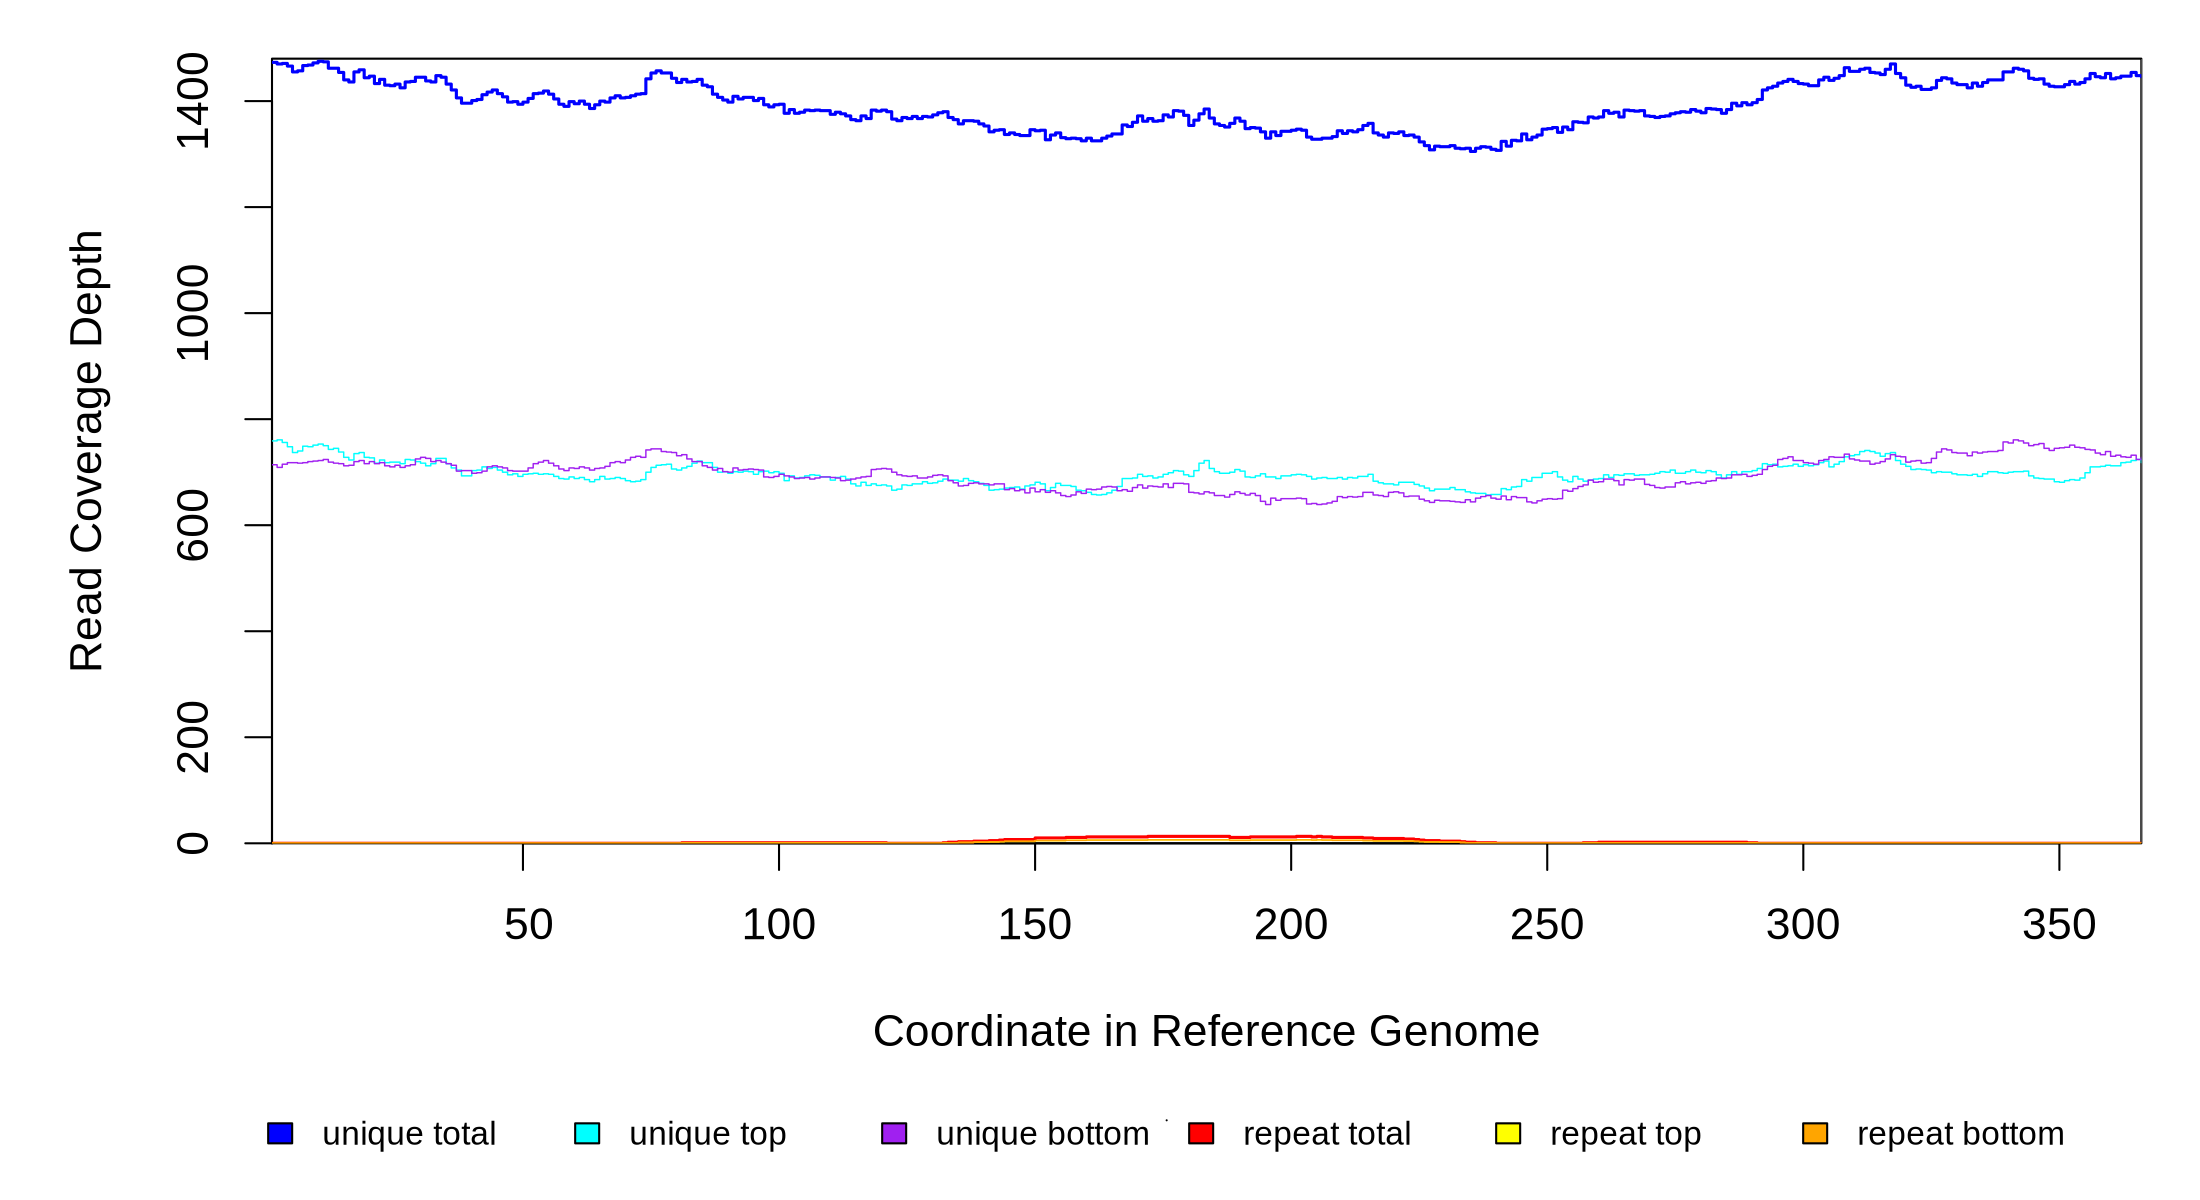 Read Coverage Depth
1400
1000
600
200
0
50 100 150 200 250 300 350
Coordinate in Reference Genome
unique total unique top unique bottom repeat total repeat top repeat bottom